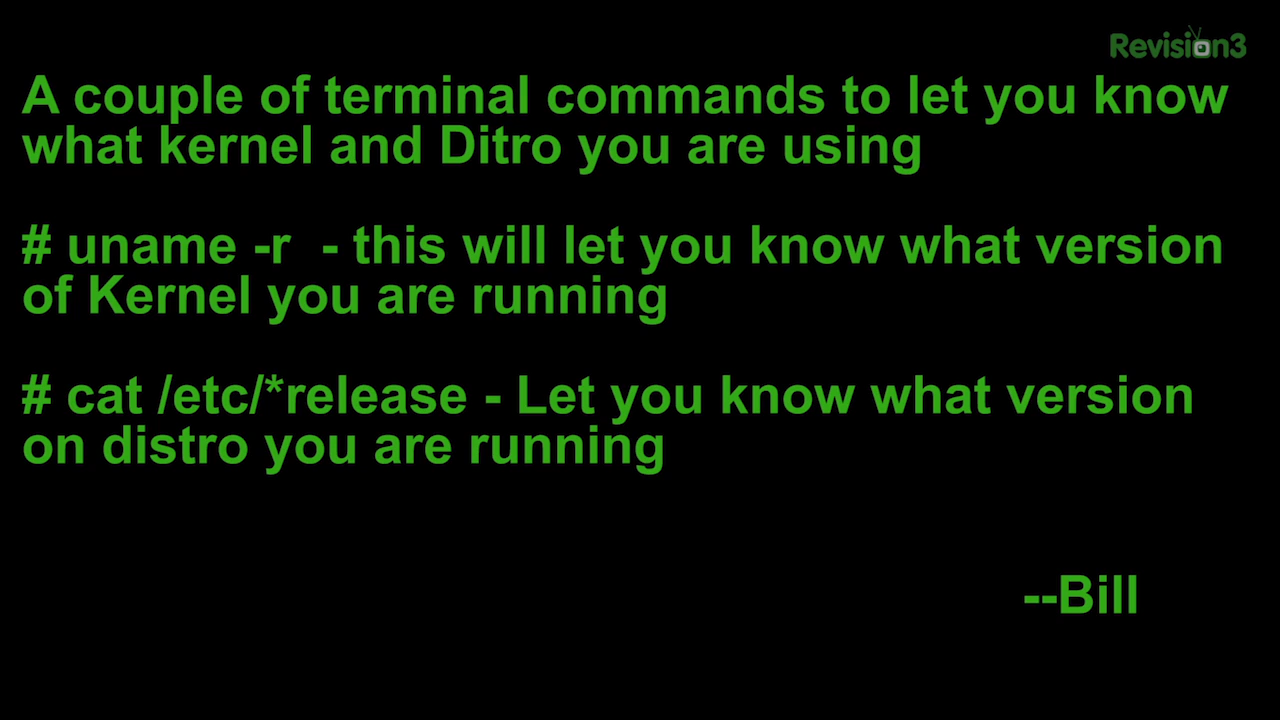 Revision3
A couple of terminal commands to let you know
what kernel and Ditro you are using
# uname -r  - this will let you know what version
of Kernel you are running
# cat /etc/*release - Let you know what version
on distro you are running
--Bill